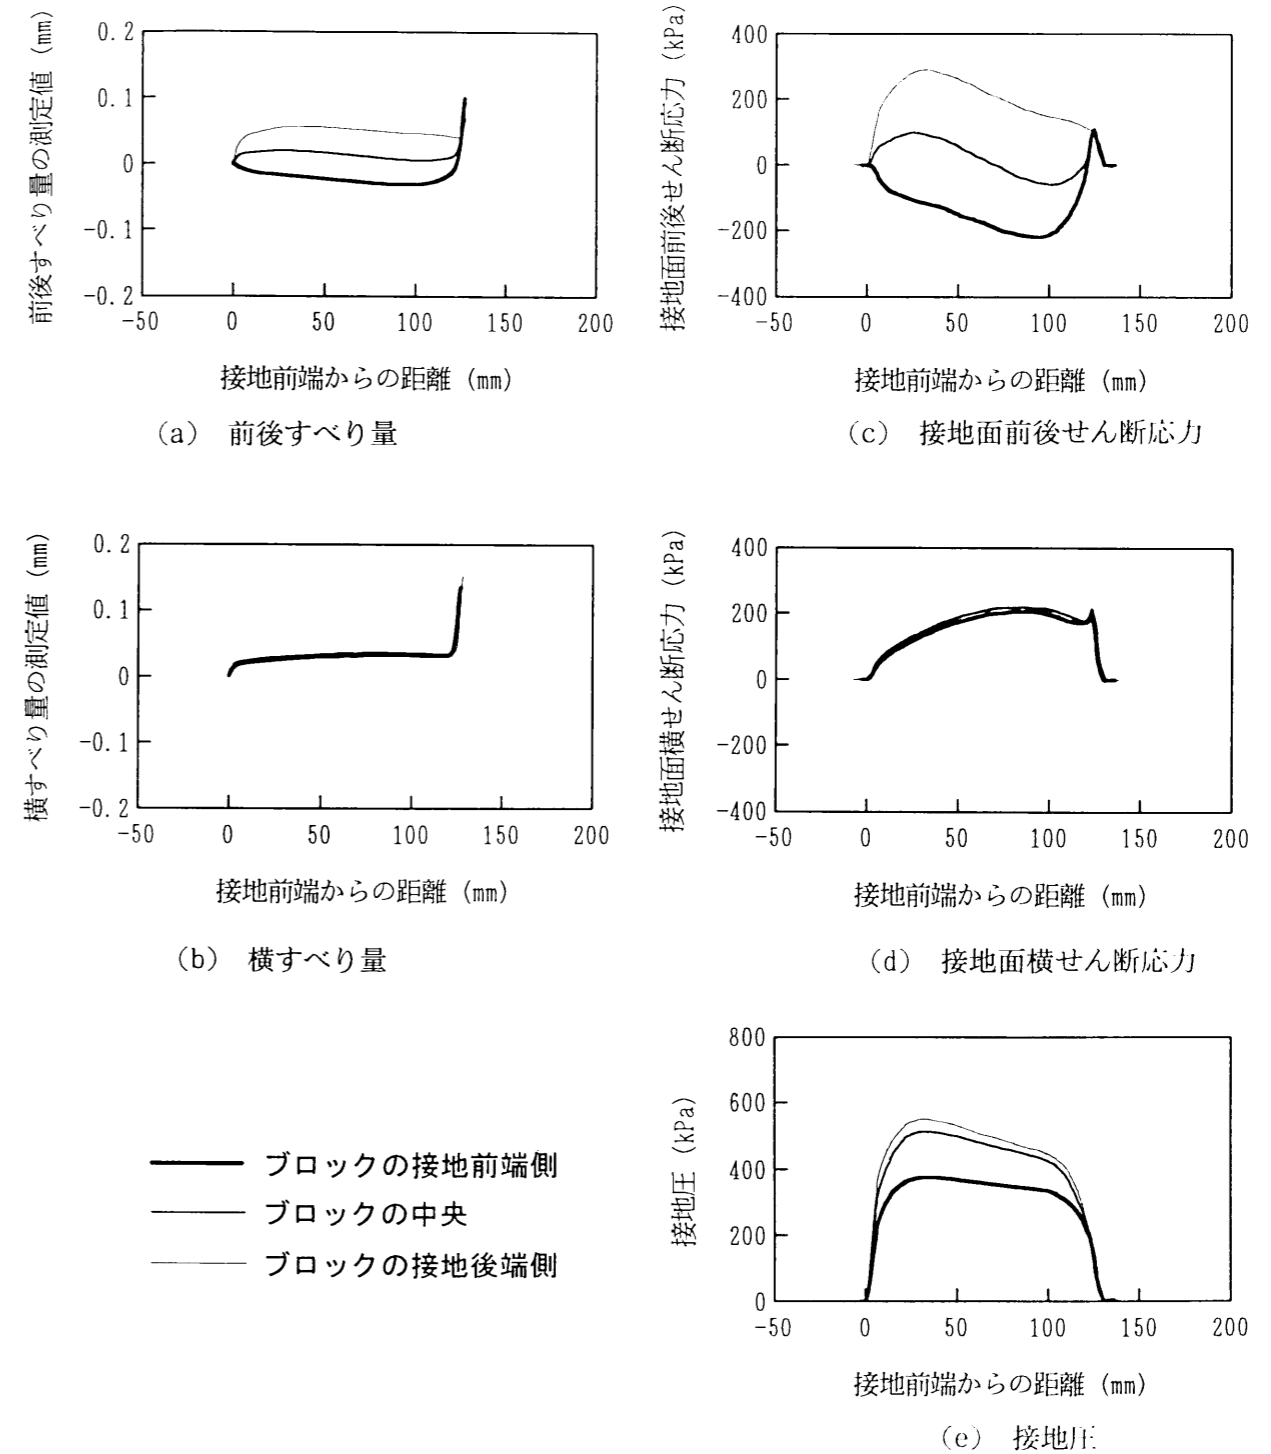 前後すべり量の測定値 (mm)
0.2
0.1
0
-0.1
-0.2
-50 0 50 100 150 200
接地前端からの距離 (mm)
(a) 前後すべり量
接地面前後せん断応力 (kPa)
400
200
0
-200
-400
-50 0 50 100 150 200
接地前端からの距離 (mm)
(c) 接地面前後せん断応力
横すべり量の測定値 (mm)
0.2
0.1
0
-0.1
-0.2
-50 0 50 100 150 200
接地前端からの距離 (mm)
(b) 横すべり量
接地面横せん断応力 (kPa)
400
200
0
-200
-400
-50 0 50 100 150 200
接地前端からの距離 (mm)
(d) 接地面横せん断応力
ブロックの接地前端側
ブロックの中央
ブロックの接地後端側
接地圧 (kPa)
800
600
400
200
0
-50 0 50 100 150 200
接地前端からの距離 (mm)
(e) 接地圧